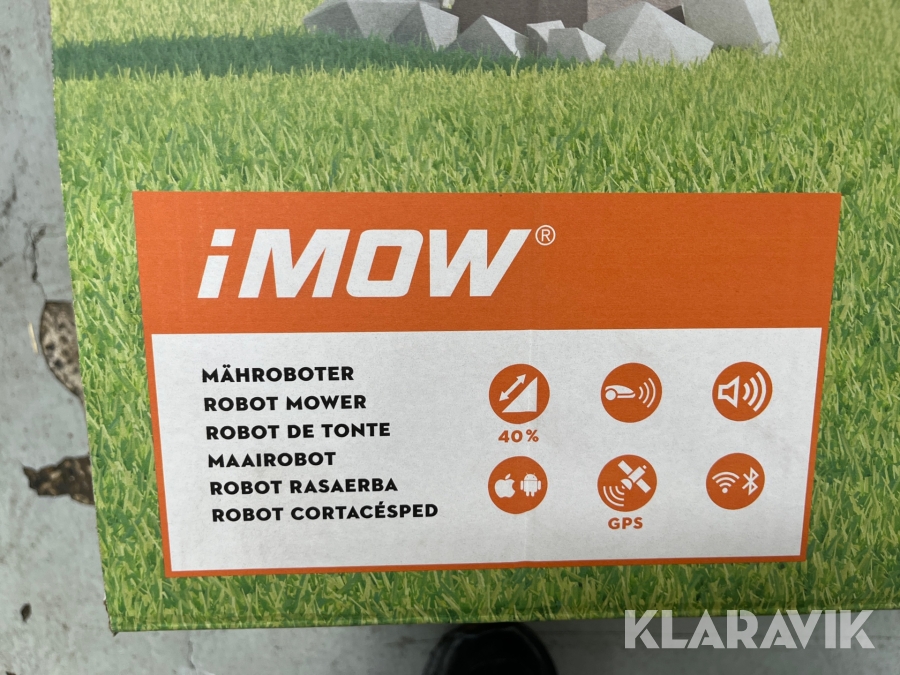 iMOW®
MÄHROBOTER
ROBOT MOWER
ROBOT DE TONTE
MAAIROBOT
ROBOT RASAERBA
ROBOT CORTACÉSPED
40%
GPS
KLARAVIK